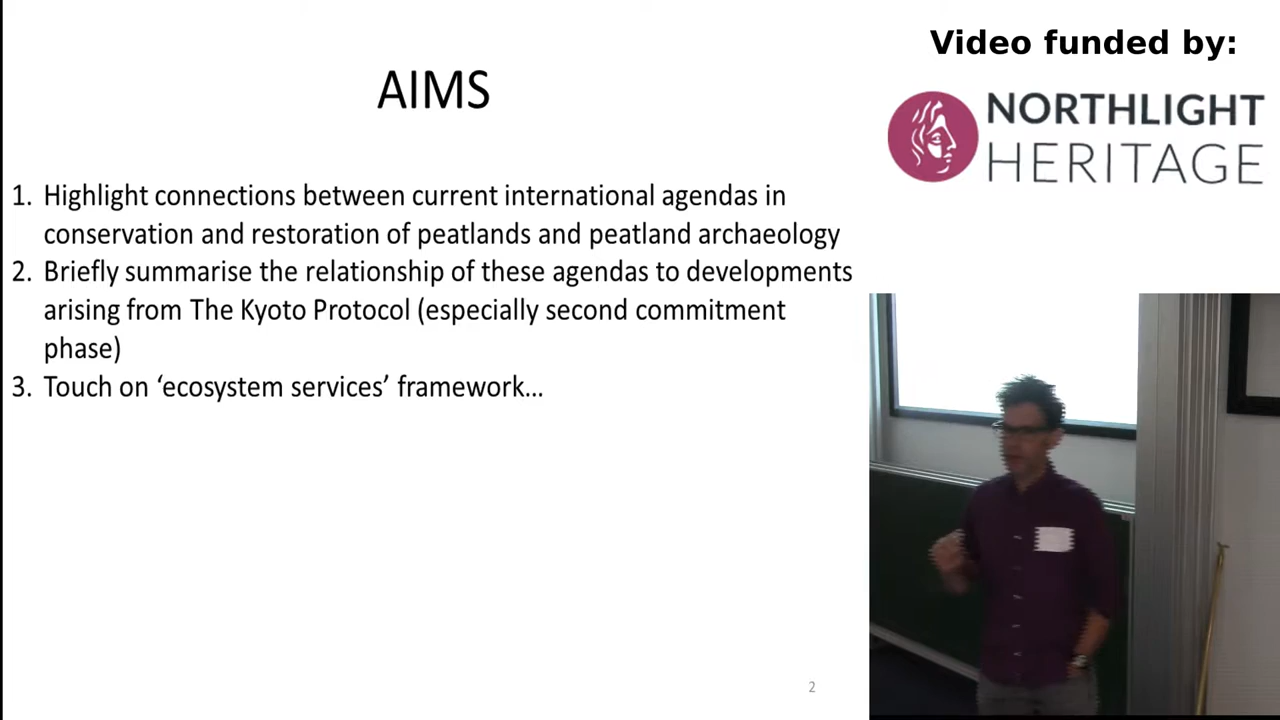 Video funded by:
NORTHLIGHT
HERITAGE
AIMS
1. Highlight connections between current international agendas in
conservation and restoration of peatlands and peatland archaeology
2. Briefly summarise the relationship of these agendas to developments
arising from The Kyoto Protocol (especially second commitment
phase)
3. Touch on ‘ecosystem services’ framework...
2